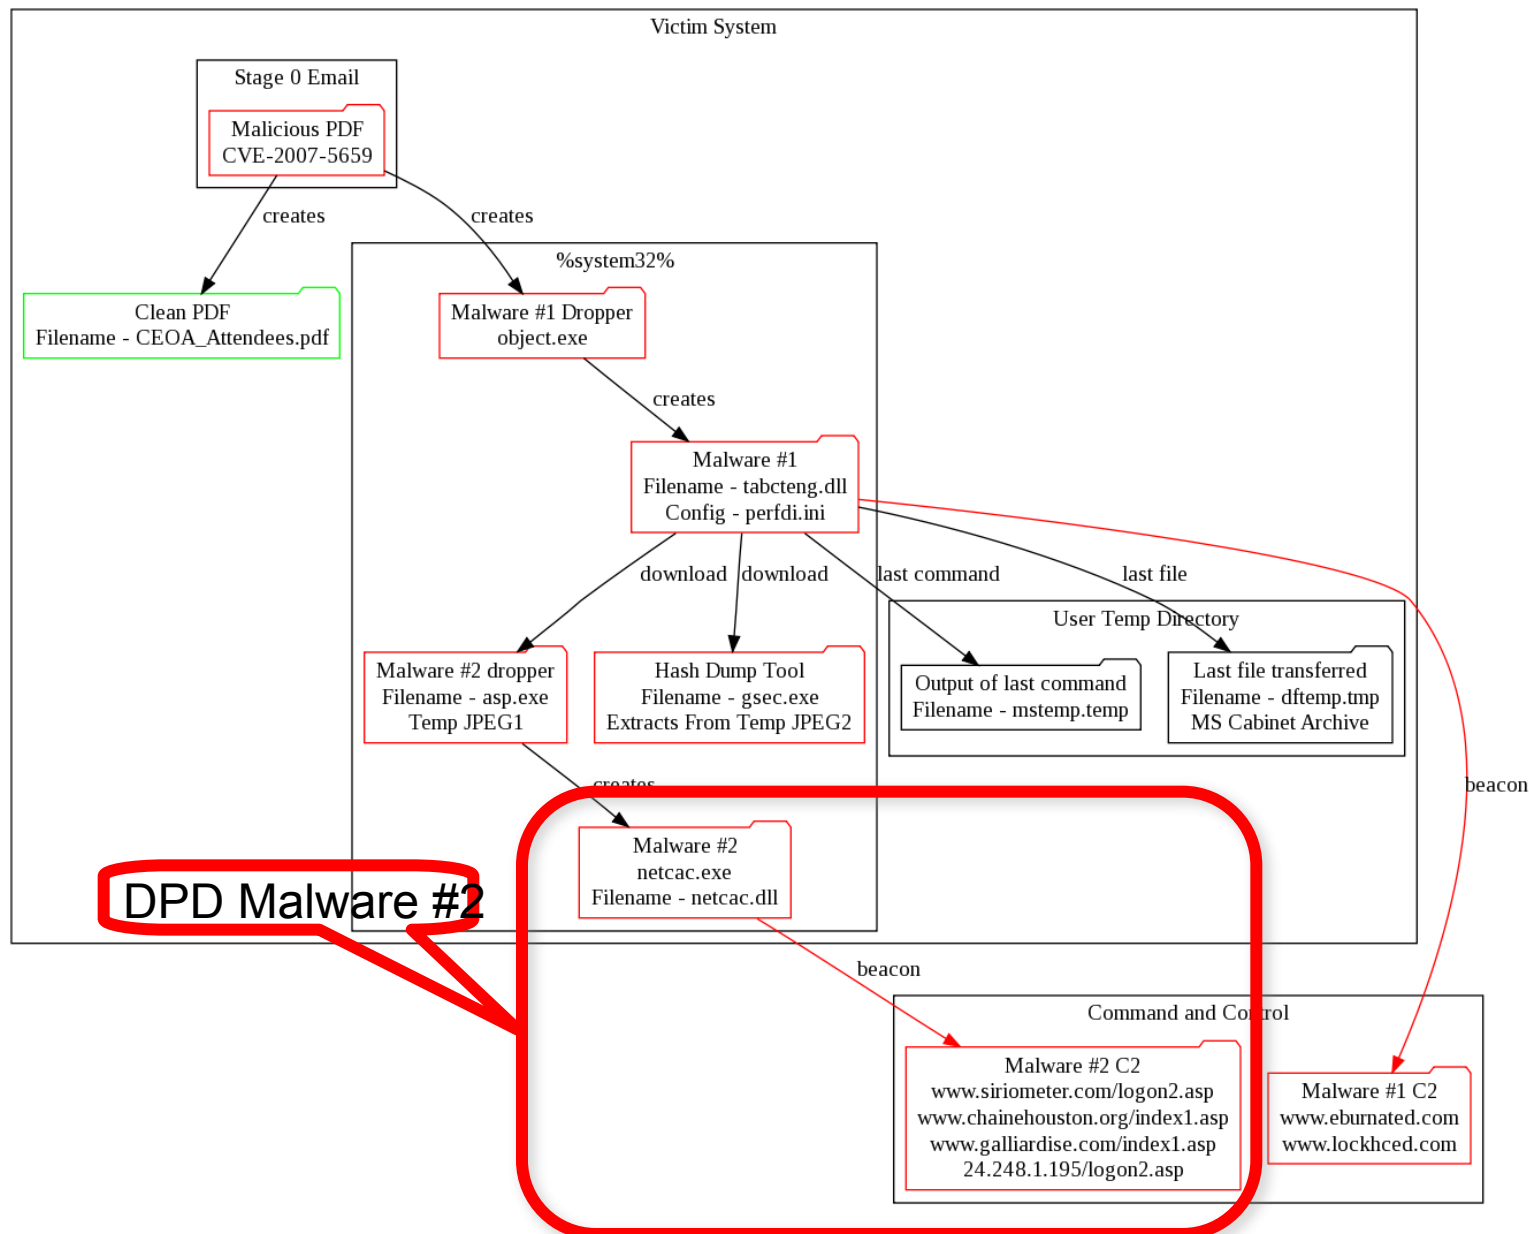 Victim System
Stage 0 Email
Malicious PDF
CVE-2007-5659
creates
creates
%system32%
Clean PDF
Filename - CEOA_Attendees.pdf
Malware #1 Dropper
object.exe
creates
Malware #1
Filename - tabcteng.dll
Config - perfdi.ini
download
download
last command
last file
User Temp Directory
Malware #2 dropper
Filename - asp.exe
Temp JPEG1
Hash Dump Tool
Filename - gsec.exe
Extracts From Temp JPEG2
Output of last command
Filename - mstemp.temp
Last file transferred
Filename - dftemp.tmp
MS Cabinet Archive
creates
beacon
Malware #2
netcac.exe
Filename - netcac.dll
DPD Malware #2
beacon
Command and Control
Malware #2 C2
www.siriometer.com/logon2.asp
www.chainehouston.org/index1.asp
www.galliardise.com/index1.asp
24.248.1.195/logon2.asp
Malware #1 C2
www.eburnated.com
www.lockhced.com